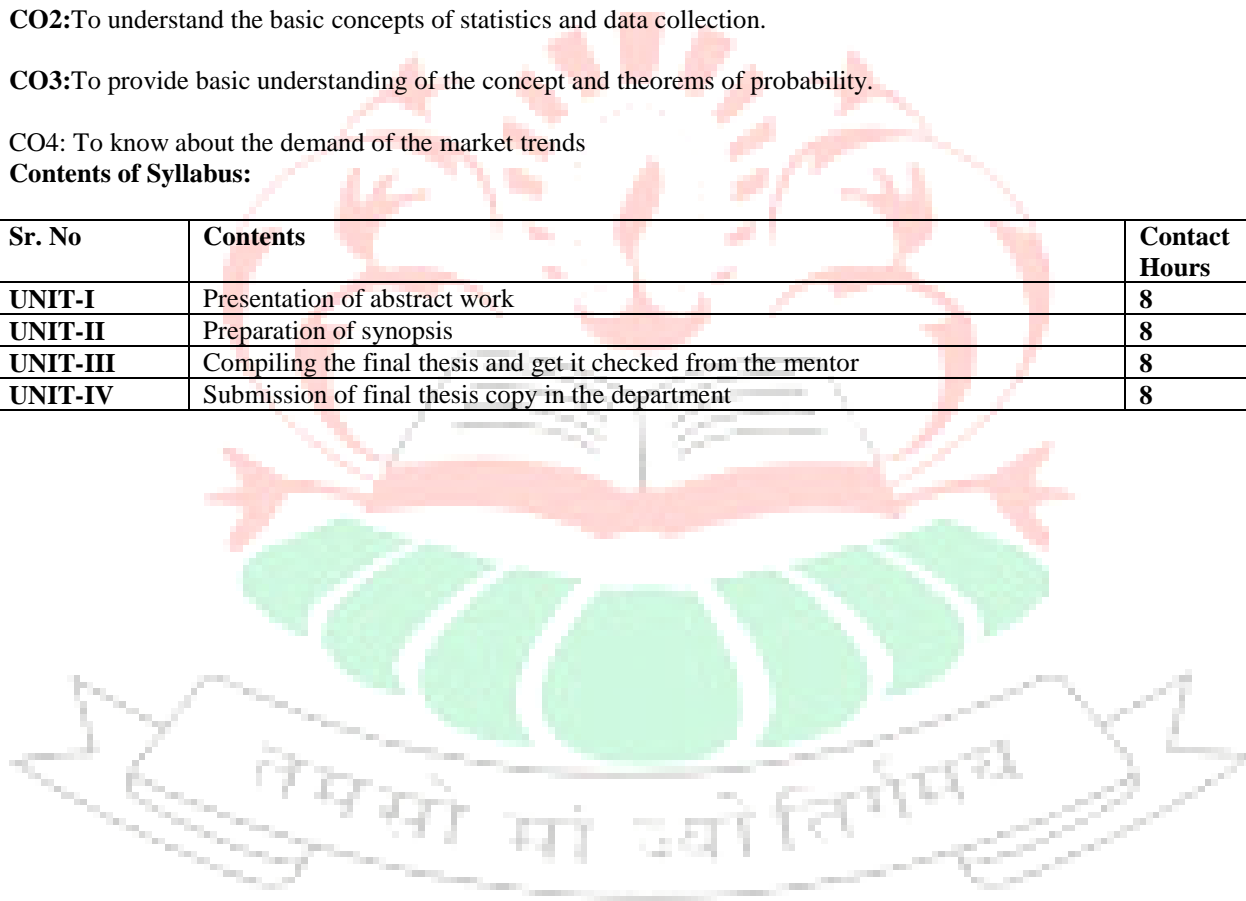 CO2:To understand the basic concepts of statistics and data collection.
CO3:To provide basic understanding of the concept and theorems of probability.
CO4: To know about the demand of the market trends
Contents of Syllabus:
Sr. No Contents Contact Hours
UNIT-I Presentation of abstract work 8
UNIT-II Preparation of synopsis 8
UNIT-III Compiling the final thesis and get it checked from the mentor 8
UNIT-IV Submission of final thesis copy in the department 8